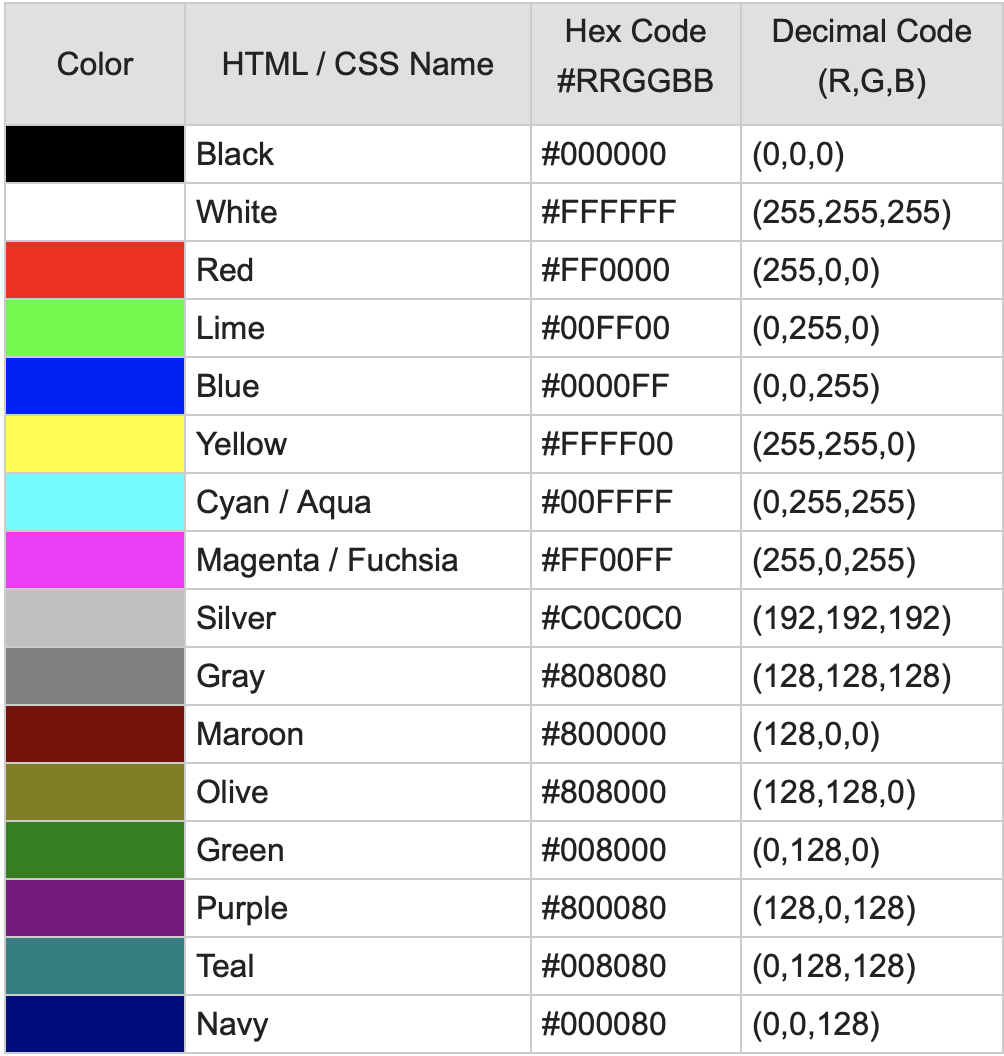 Color HTML / CSS Name Hex Code #RRGGBB Decimal Code (R,G,B)
Black #000000 (0,0,0)
White #FFFFFF (255,255,255)
Red #FF0000 (255,0,0)
Lime #00FF00 (0,255,0)
Blue #0000FF (0,0,255)
Yellow #FFFF00 (255,255,0)
Cyan / Aqua #00FFFF (0,255,255)
Magenta / Fuchsia #FF00FF (255,0,255)
Silver #C0C0C0 (192,192,192)
Gray #808080 (128,128,128)
Maroon #800000 (128,0,0)
Olive #808000 (128,128,0)
Green #008000 (0,128,0)
Purple #800080 (128,0,128)
Teal #008080 (0,128,128)
Navy #000080 (0,0,128)